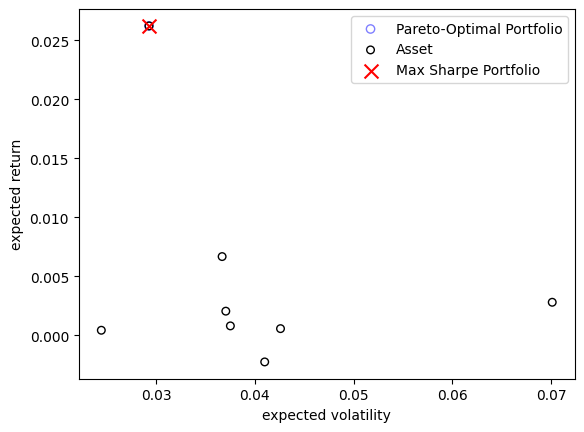 0.025
0.020
0.015
0.010
0.005
0.000
expected return
0.03
0.04
0.05
0.06
0.07
expected volatility
Pareto-Optimal Portfolio
Asset
Max Sharpe Portfolio